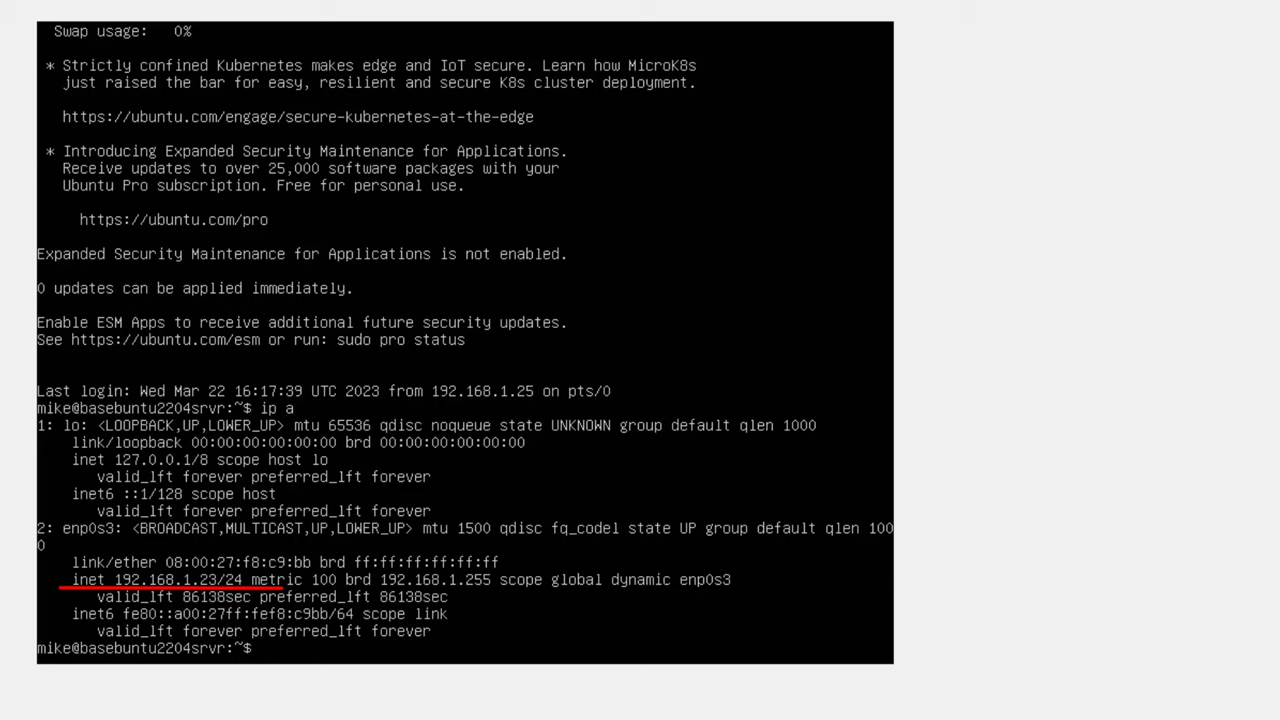 Swap usage:   0%
* Strictly confined Kubernetes makes edge and IoT secure. Learn how MicroK8s
just raised the bar for easy, resilient and secure K8s cluster deployment.
https://ubuntu.com/engage/secure-kubernetes-at-the-edge
* Introducing Expanded Security Maintenance for Applications.
Receive updates to over 25,000 software packages with your
Ubuntu Pro subscription. Free for personal use.
https://ubuntu.com/pro
Expanded Security Maintenance for Applications is not enabled.
0 updates can be applied immediately.
Enable ESM Apps to receive additional future security updates.
See https://ubuntu.com/esm or run: sudo pro status
Last login: Wed Mar 22 16:17:39 UTC 2023 from 192.168.1.25 on pts/0
mike@basebuntu2204srvr:~$ ip a
1: lo: <LOOPBACK,UP,LOWER_UP> mtu 65536 qdisc noqueue state UNKNOWN group default qlen 1000
link/loopback 00:00:00:00:00:00 brd 00:00:00:00:00:00
inet 127.0.0.1/8 scope host lo
valid_lft forever preferred_lft forever
inet6 ::1/128 scope host
valid_lft forever preferred_lft forever
2: enp0s3: <BROADCAST,MULTICAST,UP,LOWER_UP> mtu 1500 qdisc fq_codel state UP group default qlen 100
0
link/ether 08:00:27:f8:c9:bb brd ff:ff:ff:ff:ff:ff
inet 192.168.1.23/24 metric 100 brd 192.168.1.255 scope global dynamic enp0s3
valid_lft 86138sec preferred_lft 86138sec
inet6 fe80::a00:27ff:fef8:c9bb/64 scope link
valid_lft forever preferred_lft forever
mike@basebuntu2204srvr:~$